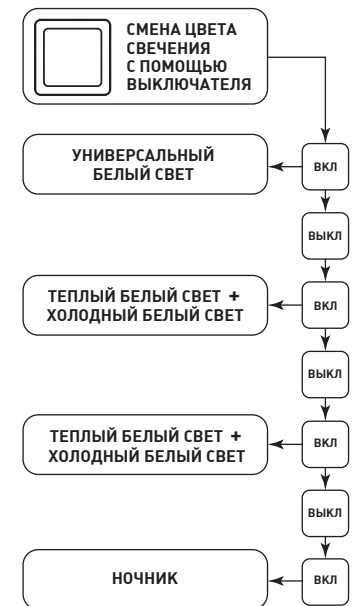 СМЕНА ЦВЕТА
СВЕЧЕНИЯ
С ПОМОЩЬЮ
ВЫКЛЮЧАТЕЛЯ
УНИВЕРСАЛЬНЫЙ
БЕЛЫЙ СВЕТ
ВКЛ
ВЫКЛ
ТЕПЛЫЙ БЕЛЫЙ СВЕТ +
ХОЛОДНЫЙ БЕЛЫЙ СВЕТ
ВКЛ
ВЫКЛ
ТЕПЛЫЙ БЕЛЫЙ СВЕТ +
ХОЛОДНЫЙ БЕЛЫЙ СВЕТ
ВКЛ
ВЫКЛ
НОЧНИК
ВКЛ